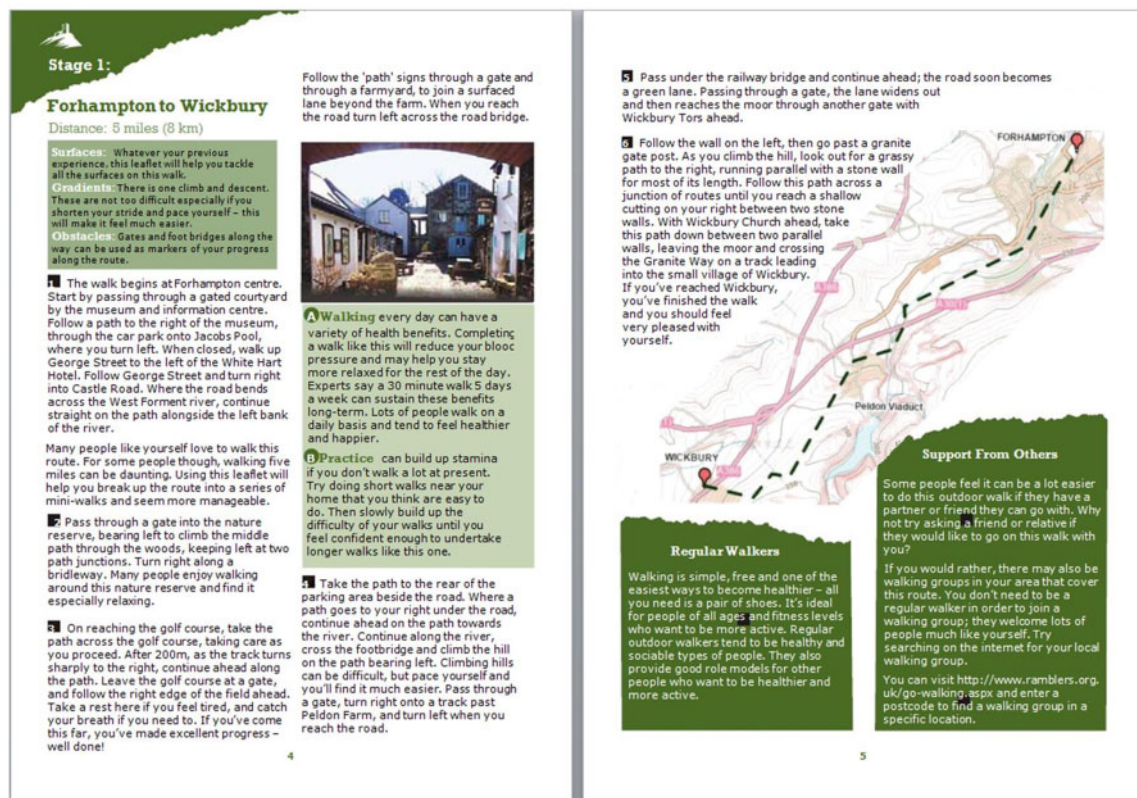 Stage 1:
Forhampton to Wickbury
Distance: 5 miles (8 km)
Surfaces: Whatever your previous
experience, this leaflet will help you tackle
all the surfaces on this walk.
Gradients: There is one climb and descent.
These are not too difficult especially if you
shorten your stride and pace yourself – this
will make it feel much easier.
Obstacles: Gates and foot bridges along the
way can be used as markers of your progress
along the route.
1 The walk begins at Forhampton centre.
Start by passing through a gated courtyard
by the museum and information centre.
Follow a path to the right of the museum,
through the car park onto Jacobs Pool,
where you turn left. When closed, walk up
George Street to the left of the White Hart
Hotel. Follow George Street and turn right
into Castle Road. Where the road bends
across the West Forment river, continue
straight on the path alongside the left bank
of the river.
Many people like yourself love to walk this
route. For some people though, walking five
miles can be daunting. Using this leaflet will
help you break up the route into a series of
mini-walks and seem more manageable.
2 Pass through a gate into the nature
reserve, bearing left to climb the middle
path through the woods, keeping left at two
path junctions. Turn right along a
bridleway. Many people enjoy walking
around this nature reserve and find it
especially relaxing.
3 On reaching the golf course, take the
path across the golf course, taking care as
you proceed. After 200m, as the track turns
sharply to the right, continue ahead along
the path. Leave the golf course at a gate,
and follow the right edge of the field ahead.
Take a rest here if you feel tired, and catch
your breath if you need to. If you've come
this far, you've made excellent progress –
well done!
Follow the 'path' signs through a gate and
through a farmyard, to join a surfaced
lane beyond the farm. When you reach
the road turn left across the road bridge.
A Walking every day can have a
variety of health benefits. Completing
a walk like this will reduce your blood
pressure and may help you stay
more relaxed for the rest of the day.
Experts say a 30 minute walk 5 days
a week can sustain these benefits
long-term. Lots of people walk on a
daily basis and tend to feel healthier
and happier.
B Practice can build up stamina
if you don't walk a lot at present.
Try doing short walks near your
home that you think are easy to
do. Then slowly build up the
difficulty of your walks until you
feel confident enough to undertake
longer walks like this one.
4 Take the path to the rear of the
parking area beside the road. Where a
path goes to your right under the road,
continue ahead on the path towards
the river. Continue along the river,
cross the footbridge and climb the hill
on the path bearing left. Climbing hills
can be difficult, but pace yourself and
you'll find it much easier. Pass through
a gate, turn right onto a track past
Peldon Farm, and turn left when you
reach the road.
4
5 Pass under the railway bridge and continue ahead; the road soon becomes
a green lane. Passing through a gate, the lane widens out
and then reaches the moor through another gate with
Wickbury Tors ahead.
6 Follow the wall on the left, then go past a granite
gate post. As you climb the hill, look out for a grassy
path to the right, running parallel with a stone wall
for most of its length. Follow this path across a
junction of routes until you reach a shallow
cutting on your right between two stone
walls. With Wickbury Church ahead, take
this path down between two parallel
walls, leaving the moor and crossing
the Granite Way on a track leading
into the small village of Wickbury.
If you've reached Wickbury,
you've finished the walk
and you should feel
very pleased with
yourself.
FORHAMPTON
A386
A30(T)
Peldon Viaduct
WICKBURY
A386
Regular Walkers
Walking is simple, free and one of the
easiest ways to become healthier – all
you need is a pair of shoes. It's ideal
for people of all ages and fitness levels
who want to be more active. Regular
outdoor walkers tend to be healthy and
sociable types of people. They also
provide good role models for other
people who want to be healthier and
more active.
Support From Others
Some people feel it can be a lot easier
to do this outdoor walk if they have a
partner or friend they can go with. Why
not try asking a friend or relative if
they would like to go on this walk with
you?
If you would rather, there may also be
walking groups in your area that cover
this route. You don't need to be a
regular walker in order to join a
walking group; they welcome lots of
people much like yourself. Try
searching on the internet for your local
walking group.
You can visit http://www.ramblers.org.
uk/go-walking.aspx and enter a
postcode to find a walking group in a
specific location.
5